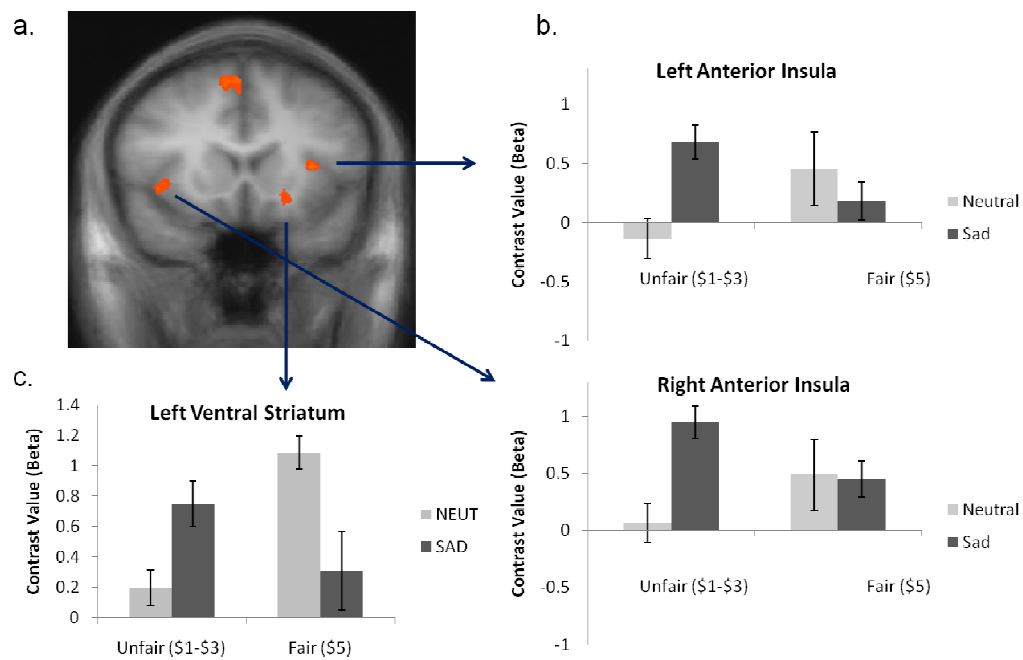 a.
b.
Left Anterior Insula
Contrast Value (Beta)
1
0.5
0
-0.5
-1
Unfair ($1-$3)
Fair ($5)
Neutral
Sad
Right Anterior Insula
Contrast Value (Beta)
1
0.5
0
-0.5
-1
Unfair ($1-$3)
Fair ($5)
Neutral
Sad
c.
Left Ventral Striatum
Contrast Value (Beta)
1.4
1.2
1
0.8
0.6
0.4
0.2
0
Unfair ($1-$3)
Fair ($5)
NEUT
SAD